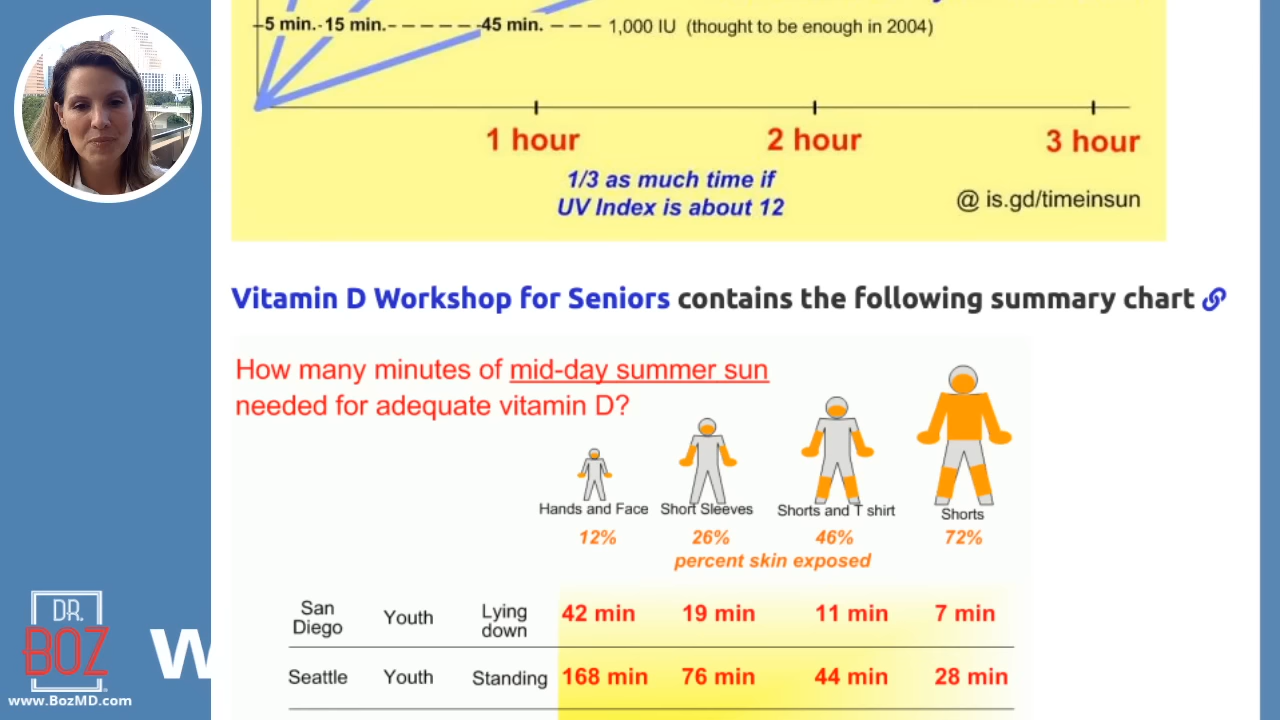 5 min. 15 min. 45 min. 1,000 IU (thought to be enough in 2004)
1 hour 2 hour 3 hour
1/3 as much time if
UV Index is about 12
@ is.gd/timeinsun
Vitamin D Workshop for Seniors contains the following summary chart
How many minutes of mid-day summer sun
needed for adequate vitamin D?
Hands and Face Short Sleeves Shorts and T shirt Shorts
12% 26% 46% 72%
percent skin exposed
San Diego Youth Lying down 42 min 19 min 11 min 7 min
Seattle Youth Standing 168 min 76 min 44 min 28 min
DR.
BOZ
www.BozMD.com
W